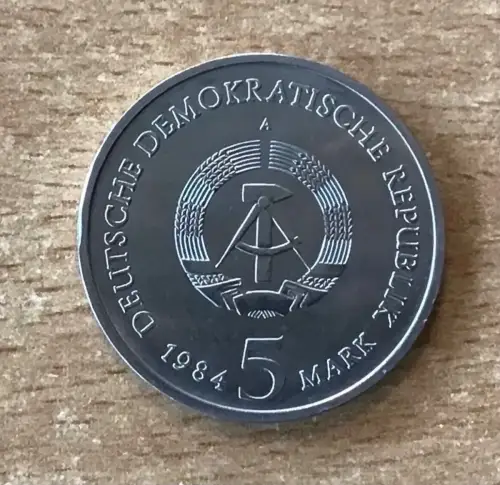 DEUTSCHE DEMOKRATISCHE REPUBLIK
A
1984 5 MARK